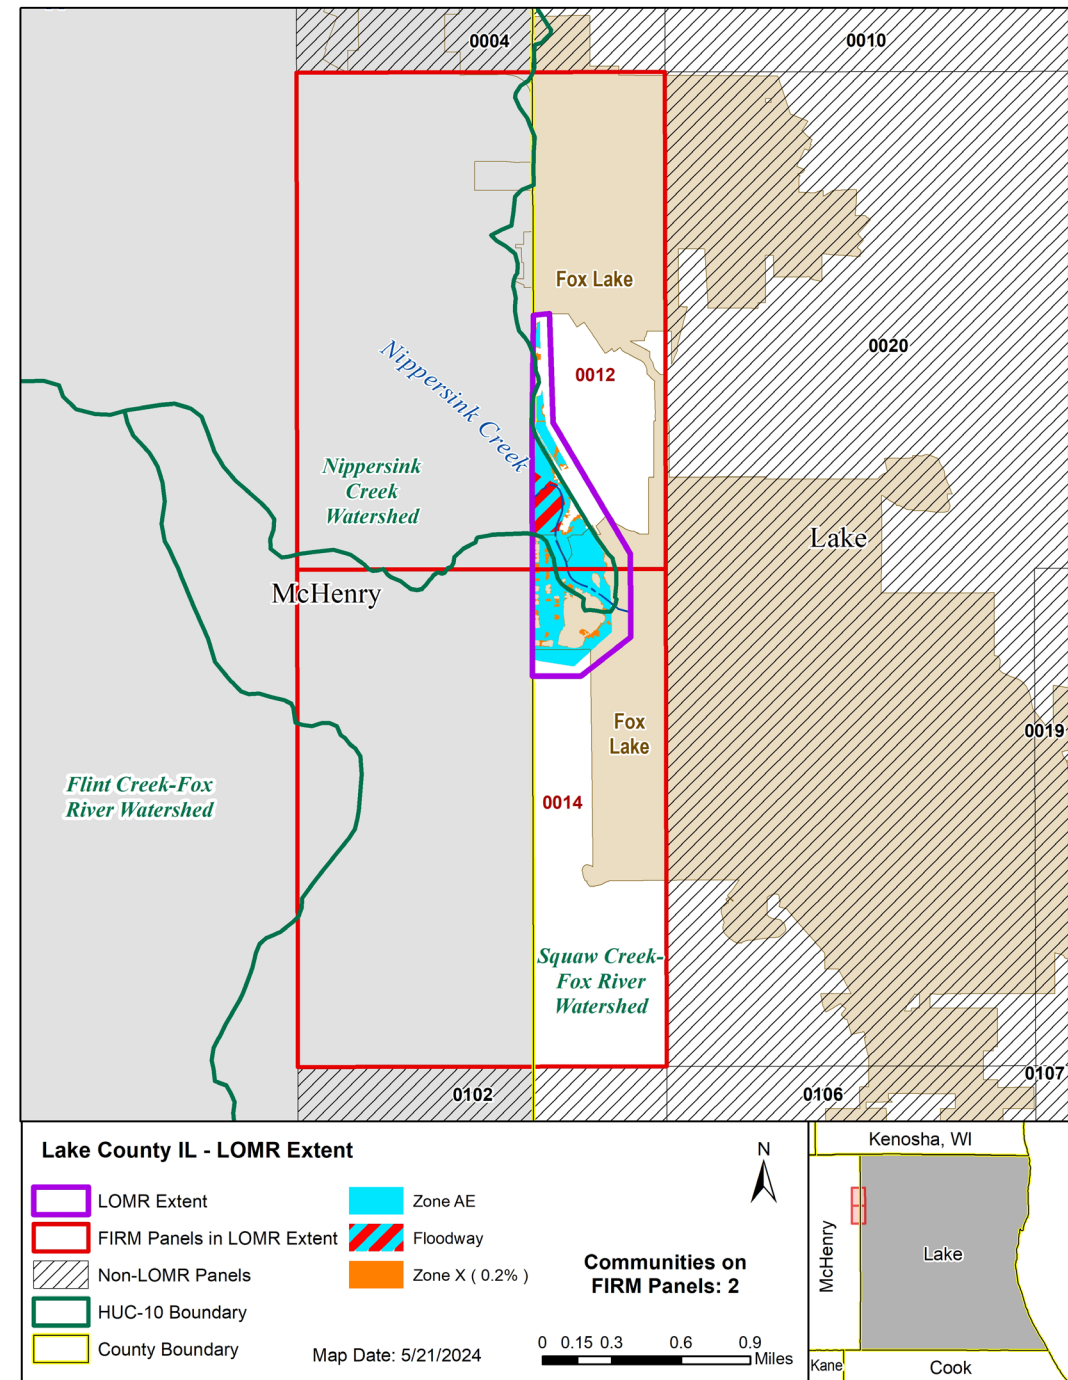 0004
0010
Fox Lake
0012
0020
Nippersink Creek
Nippersink
Creek
Watershed
Lake
McHenry
Fox
Lake
0019
Flint Creek-Fox
River Watershed
0014
Squaw Creek-
Fox River
Watershed
0102
0106
0107
Lake County IL - LOMR Extent
LOMR Extent
FIRM Panels in LOMR Extent
Non-LOMR Panels
HUC-10 Boundary
County Boundary
Zone AE
Floodway
Zone X ( 0.2% )
Map Date: 5/21/2024
N
Communities on
FIRM Panels: 2
0 0.15 0.3 0.6 0.9
Miles
Kenosha, WI
McHenry
Lake
Kane
Cook